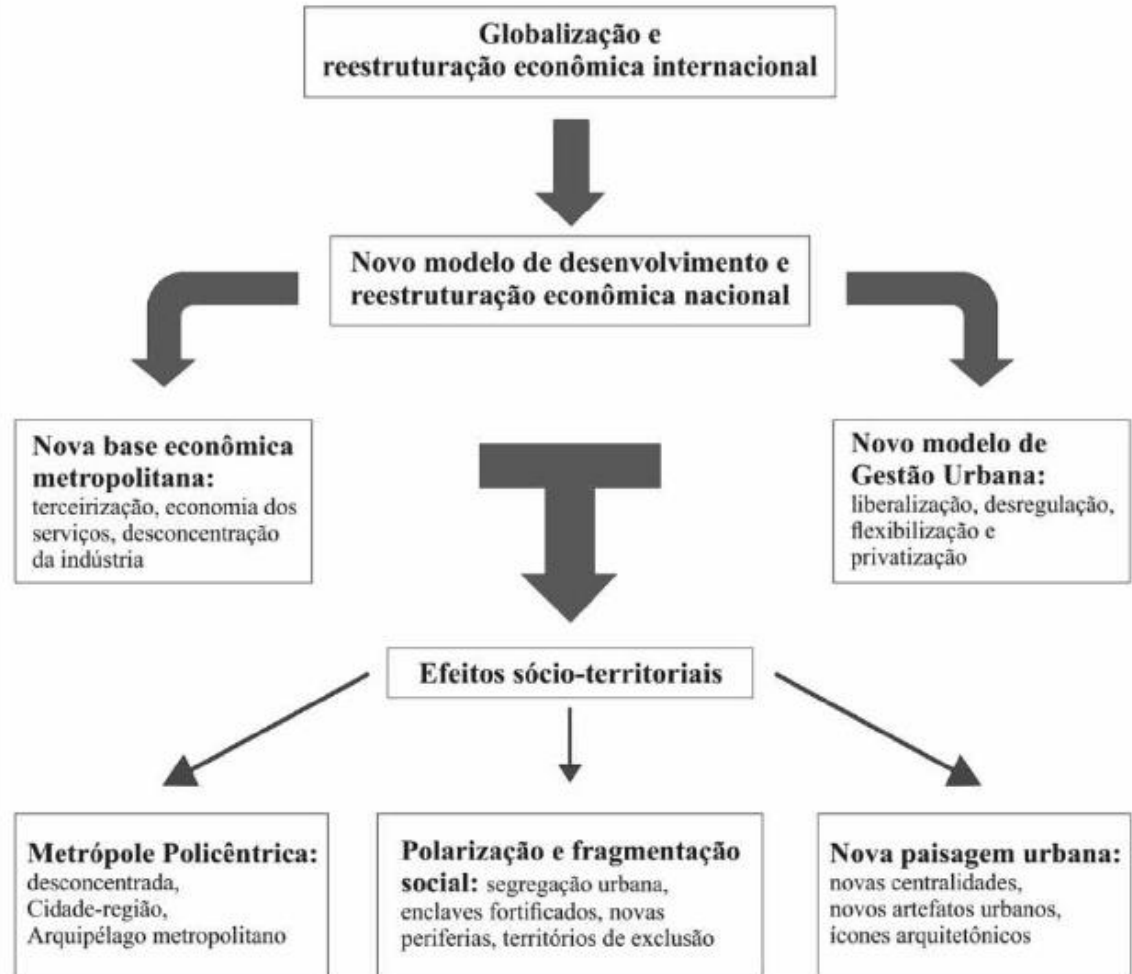 Globalização e
reestruturação econômica internacional
Novo modelo de desenvolvimento e
reestruturação econômica nacional
Nova base econômica
metropolitana:
terceirização, economia dos
serviços, desconcentração
da indústria
Novo modelo de
Gestão Urbana:
liberalização, desregulação,
flexibilização e
privatização
Efeitos sócio-territoriais
Metrópole Policêntrica:
desconcentrada,
Cidade-região,
Arquipélago metropolitano
Polarização e fragmentação
social: segregação urbana,
enclaves fortificados, novas
periferias, territórios de exclusão
Nova paisagem urbana:
novas centralidades,
novos artefatos urbanos,
ícones arquitetônicos